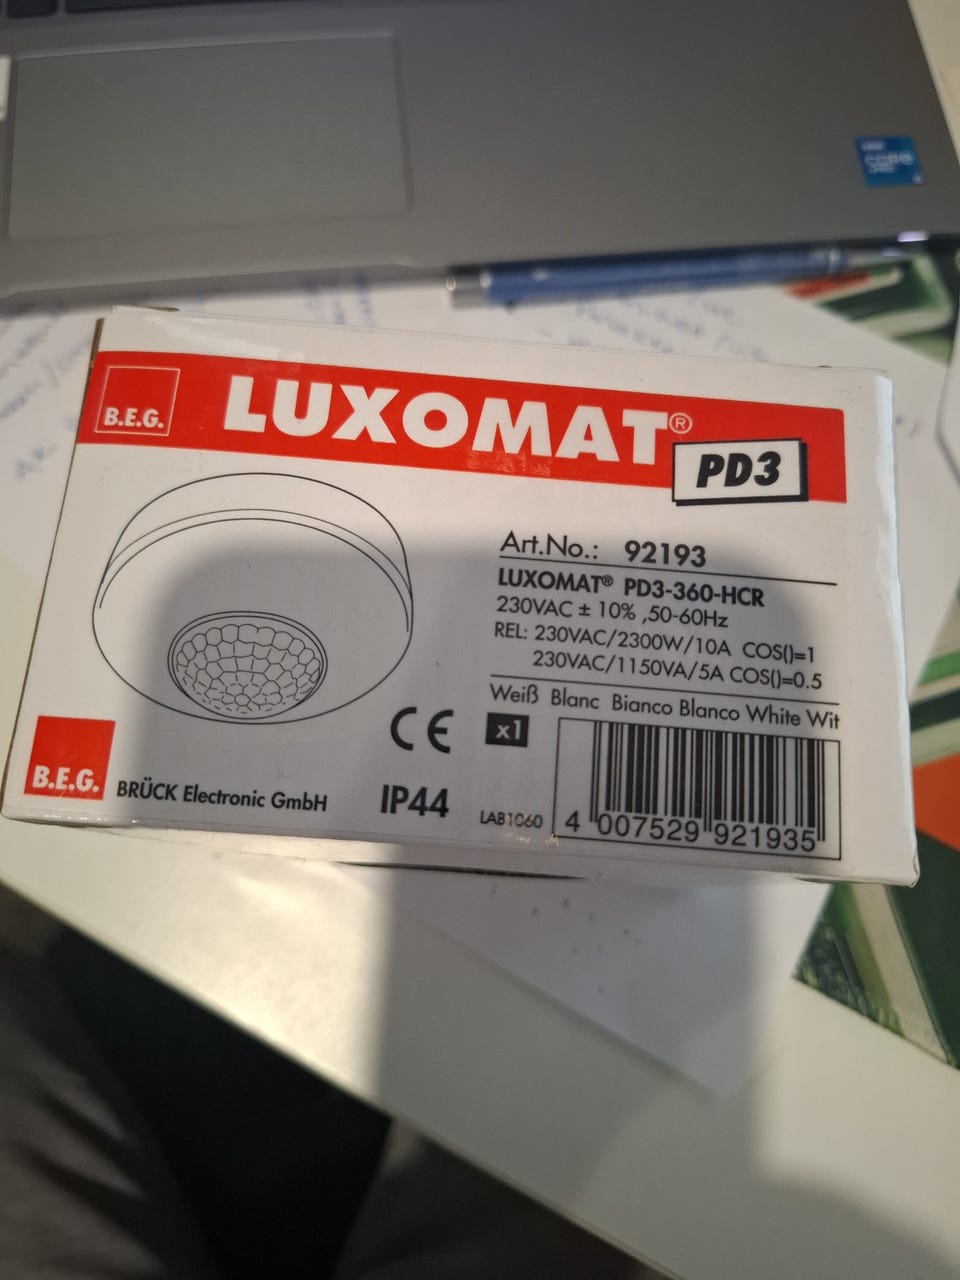 intel
CORE
B.E.G.
LUXOMAT®
PD3
Art.No.: 92193
LUXOMAT® PD3-360-HCR
230VAC ± 10% ,50-60Hz
REL: 230VAC/2300W/10A COS()=1
230VAC/1150VA/5A COS()=0.5
Weiß Blanc Bianco Blanco White Wit
x1
CE
B.E.G. BRÜCK Electronic GmbH
IP44
LAB1060
4 007529 921935